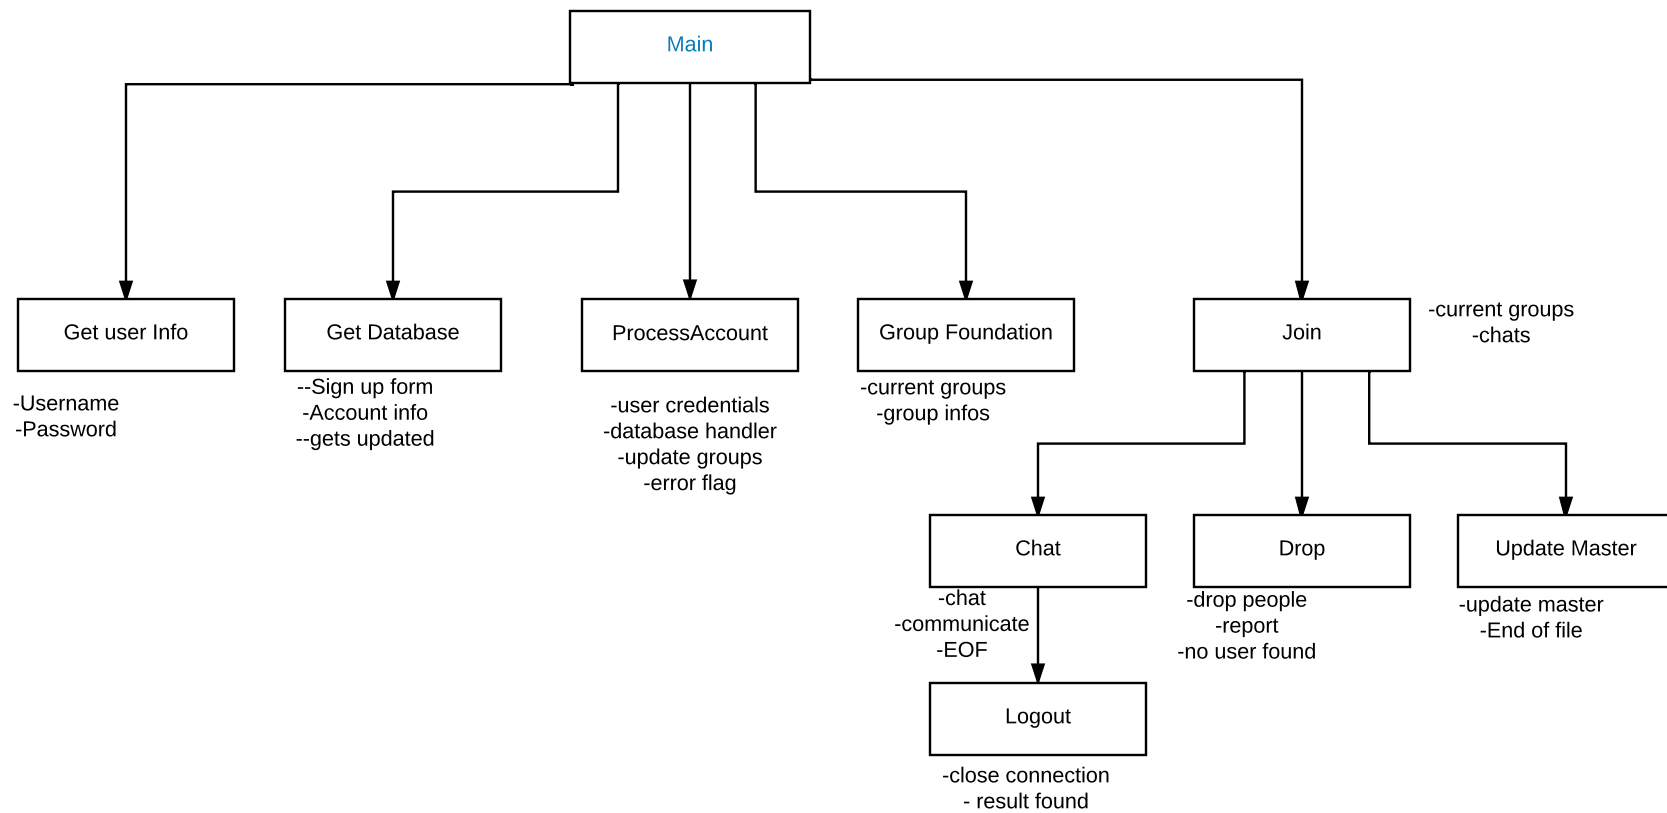 Main
Get user Info
-Username
-Password
Get Database
--Sign up form
-Account info
--gets updated
ProcessAccount
-user credentials
-database handler
-update groups
-error flag
Group Foundation
-current groups
-group infos
Join
-current groups
-chats
Chat
-chat
-communicate
-EOF
Drop
-drop people
-report
-no user found
Update Master
-update master
-End of file
Logout
-close connection
- result found